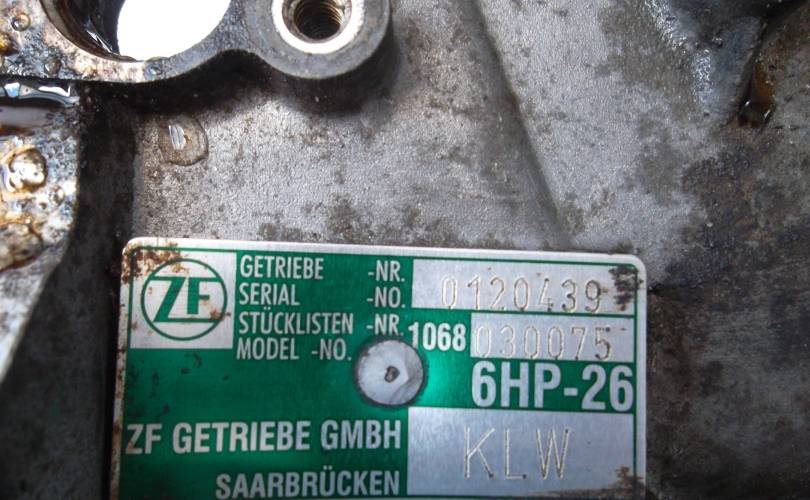 ZF
GETRIEBE -NR.
SERIAL -NO. 0120439
STÜCKLISTEN -NR.
MODEL -NO. 1068 030075
6HP-26
ZF GETRIEBE GMBH
SAARBRÜCKEN
KLW